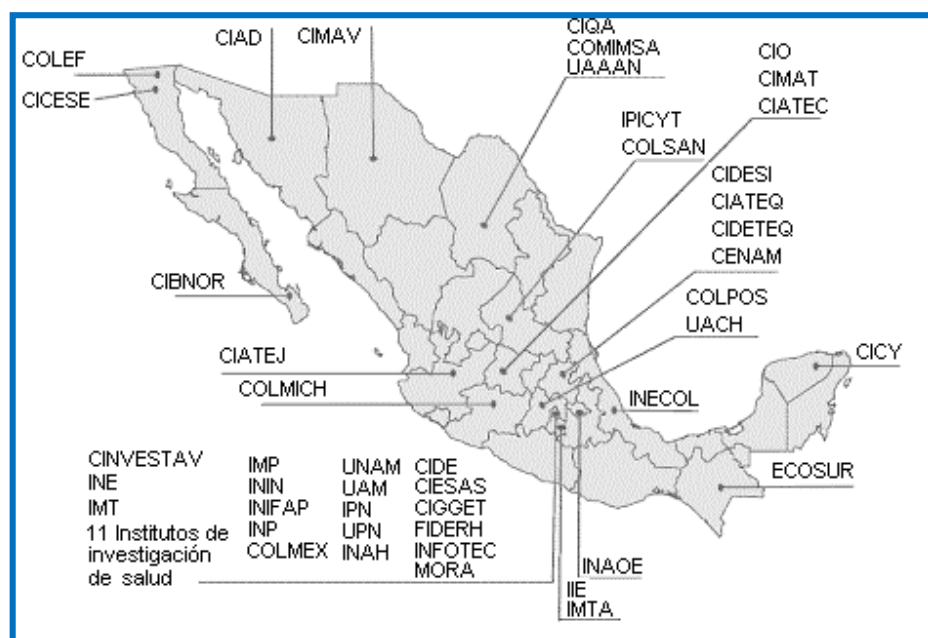 CIAD
CIMAV
CIQA
COMIMSA
UAAAN
COLEF
CICESE
CIO
CIMAT
CIATEC
IPICYT
COLSAN
CIDESI
CIATEQ
CIDETEQ
CENAM
CIBNOR
COLPOS
UACH
CIATEJ
COLMICH
CICY
INECOL
ECOSUR
CINVESTAV
INE
IMT
11 Institutos de
investigación
de salud
IMP
ININ
INIFAP
INP
COLMEX
UNAM
UAM
IPN
UPN
INAH
CIDE
CIESAS
CIGGET
FIDERH
INFOTEC
MORA
INAOE
IIE
IMTA